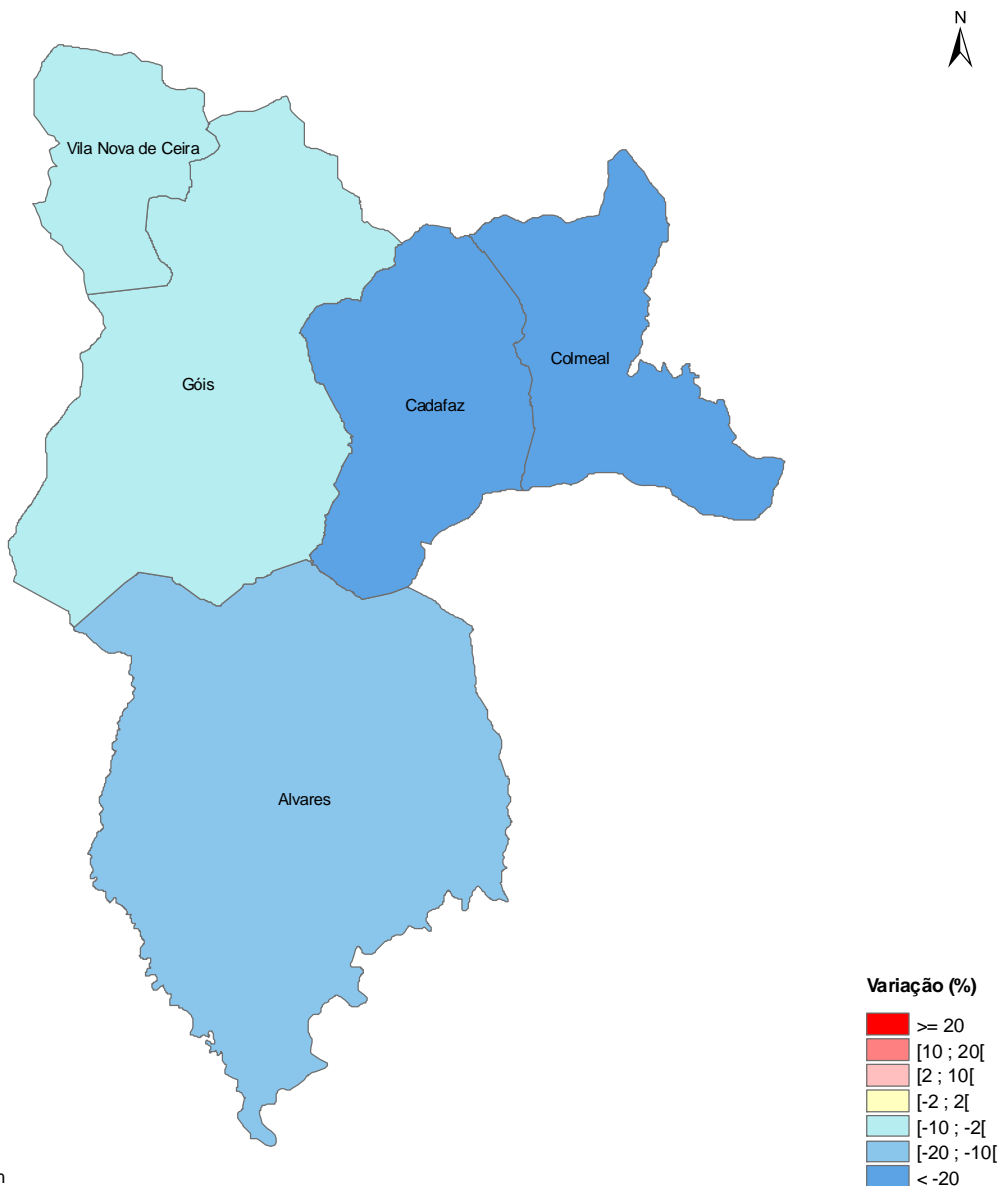 N
Vila Nova de Ceira
Colmeal
Góis
Cadafaz
Alvares
Variação (%)
>= 20
[10 ; 20[
[2 ; 10[
[-2 ; 2[
[-10 ; -2[
[-20 ; -10[
< -20